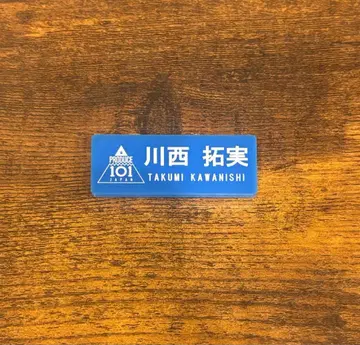 PRODUCE
101
JAPAN
川西 拓実
TAKUMI KAWANISHI